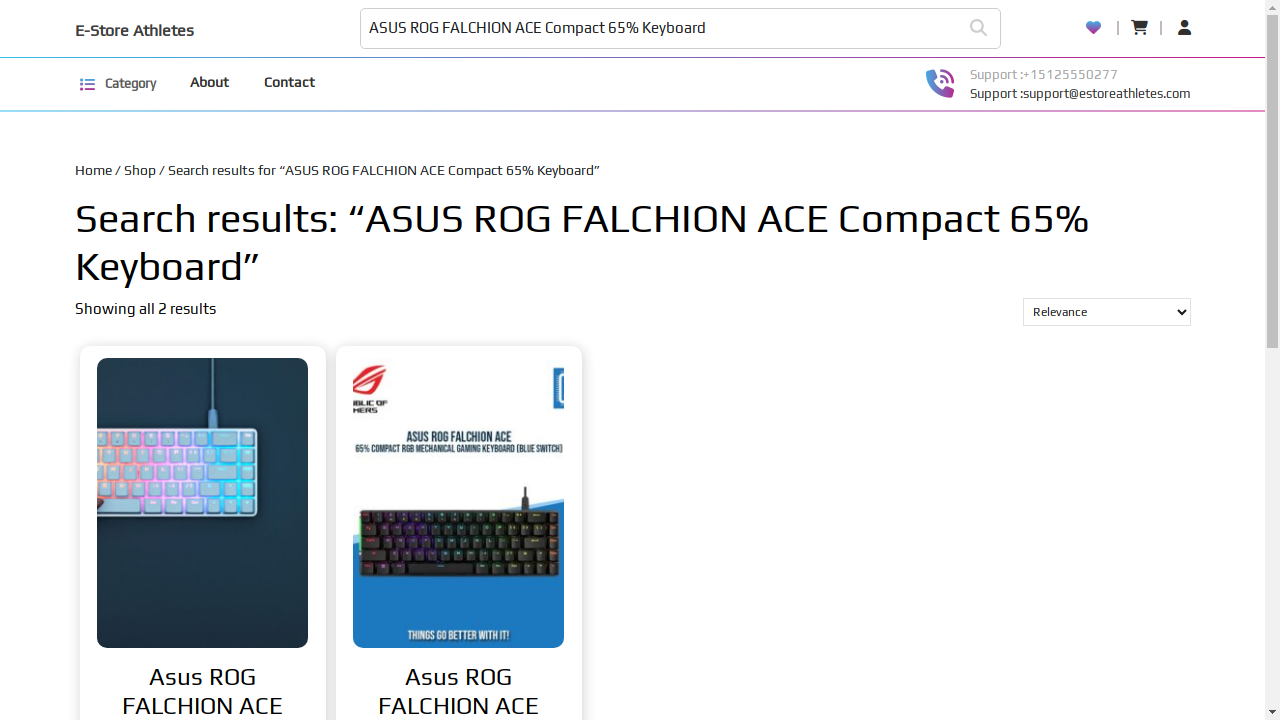 E-Store Athletes
ASUS ROG FALCHION ACE Compact 65% Keyboard
Category
About
Contact
Support :+15125550277
Support :support@estoreathletes.com
Home / Shop / Search results for “ASUS ROG FALCHION ACE Compact 65% Keyboard”
Search results: “ASUS ROG FALCHION ACE Compact 65%
Keyboard”
Showing all 2 results
Relevance
BLIC OF
MERS
ASUS ROG FALCHION ACE
65% COMPACT RGB MECHANICAL GAMING KEYBOARD (BLUE SWITCH)
THINGS GO BETTER WITH IT!
Asus ROG
FALCHION ACE
Asus ROG
FALCHION ACE